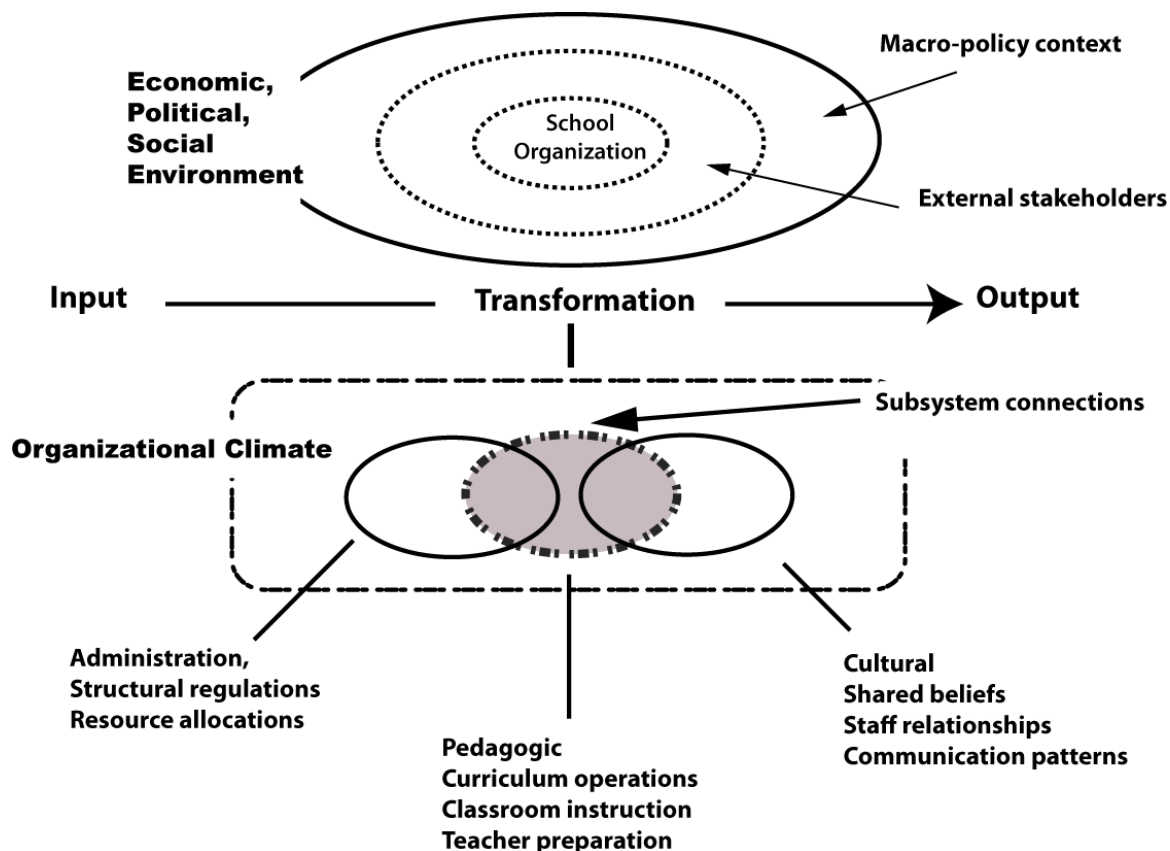 Macro-policy context
Economic,
Political,
Social
Environment
School
Organization
External stakeholders
Input
Transformation
Output
Subsystem connections
Organizational Climate
Administration,
Structural regulations
Resource allocations
Cultural
Shared beliefs
Staff relationships
Communication patterns
Pedagogic
Curriculum operations
Classroom instruction
Teacher preparation